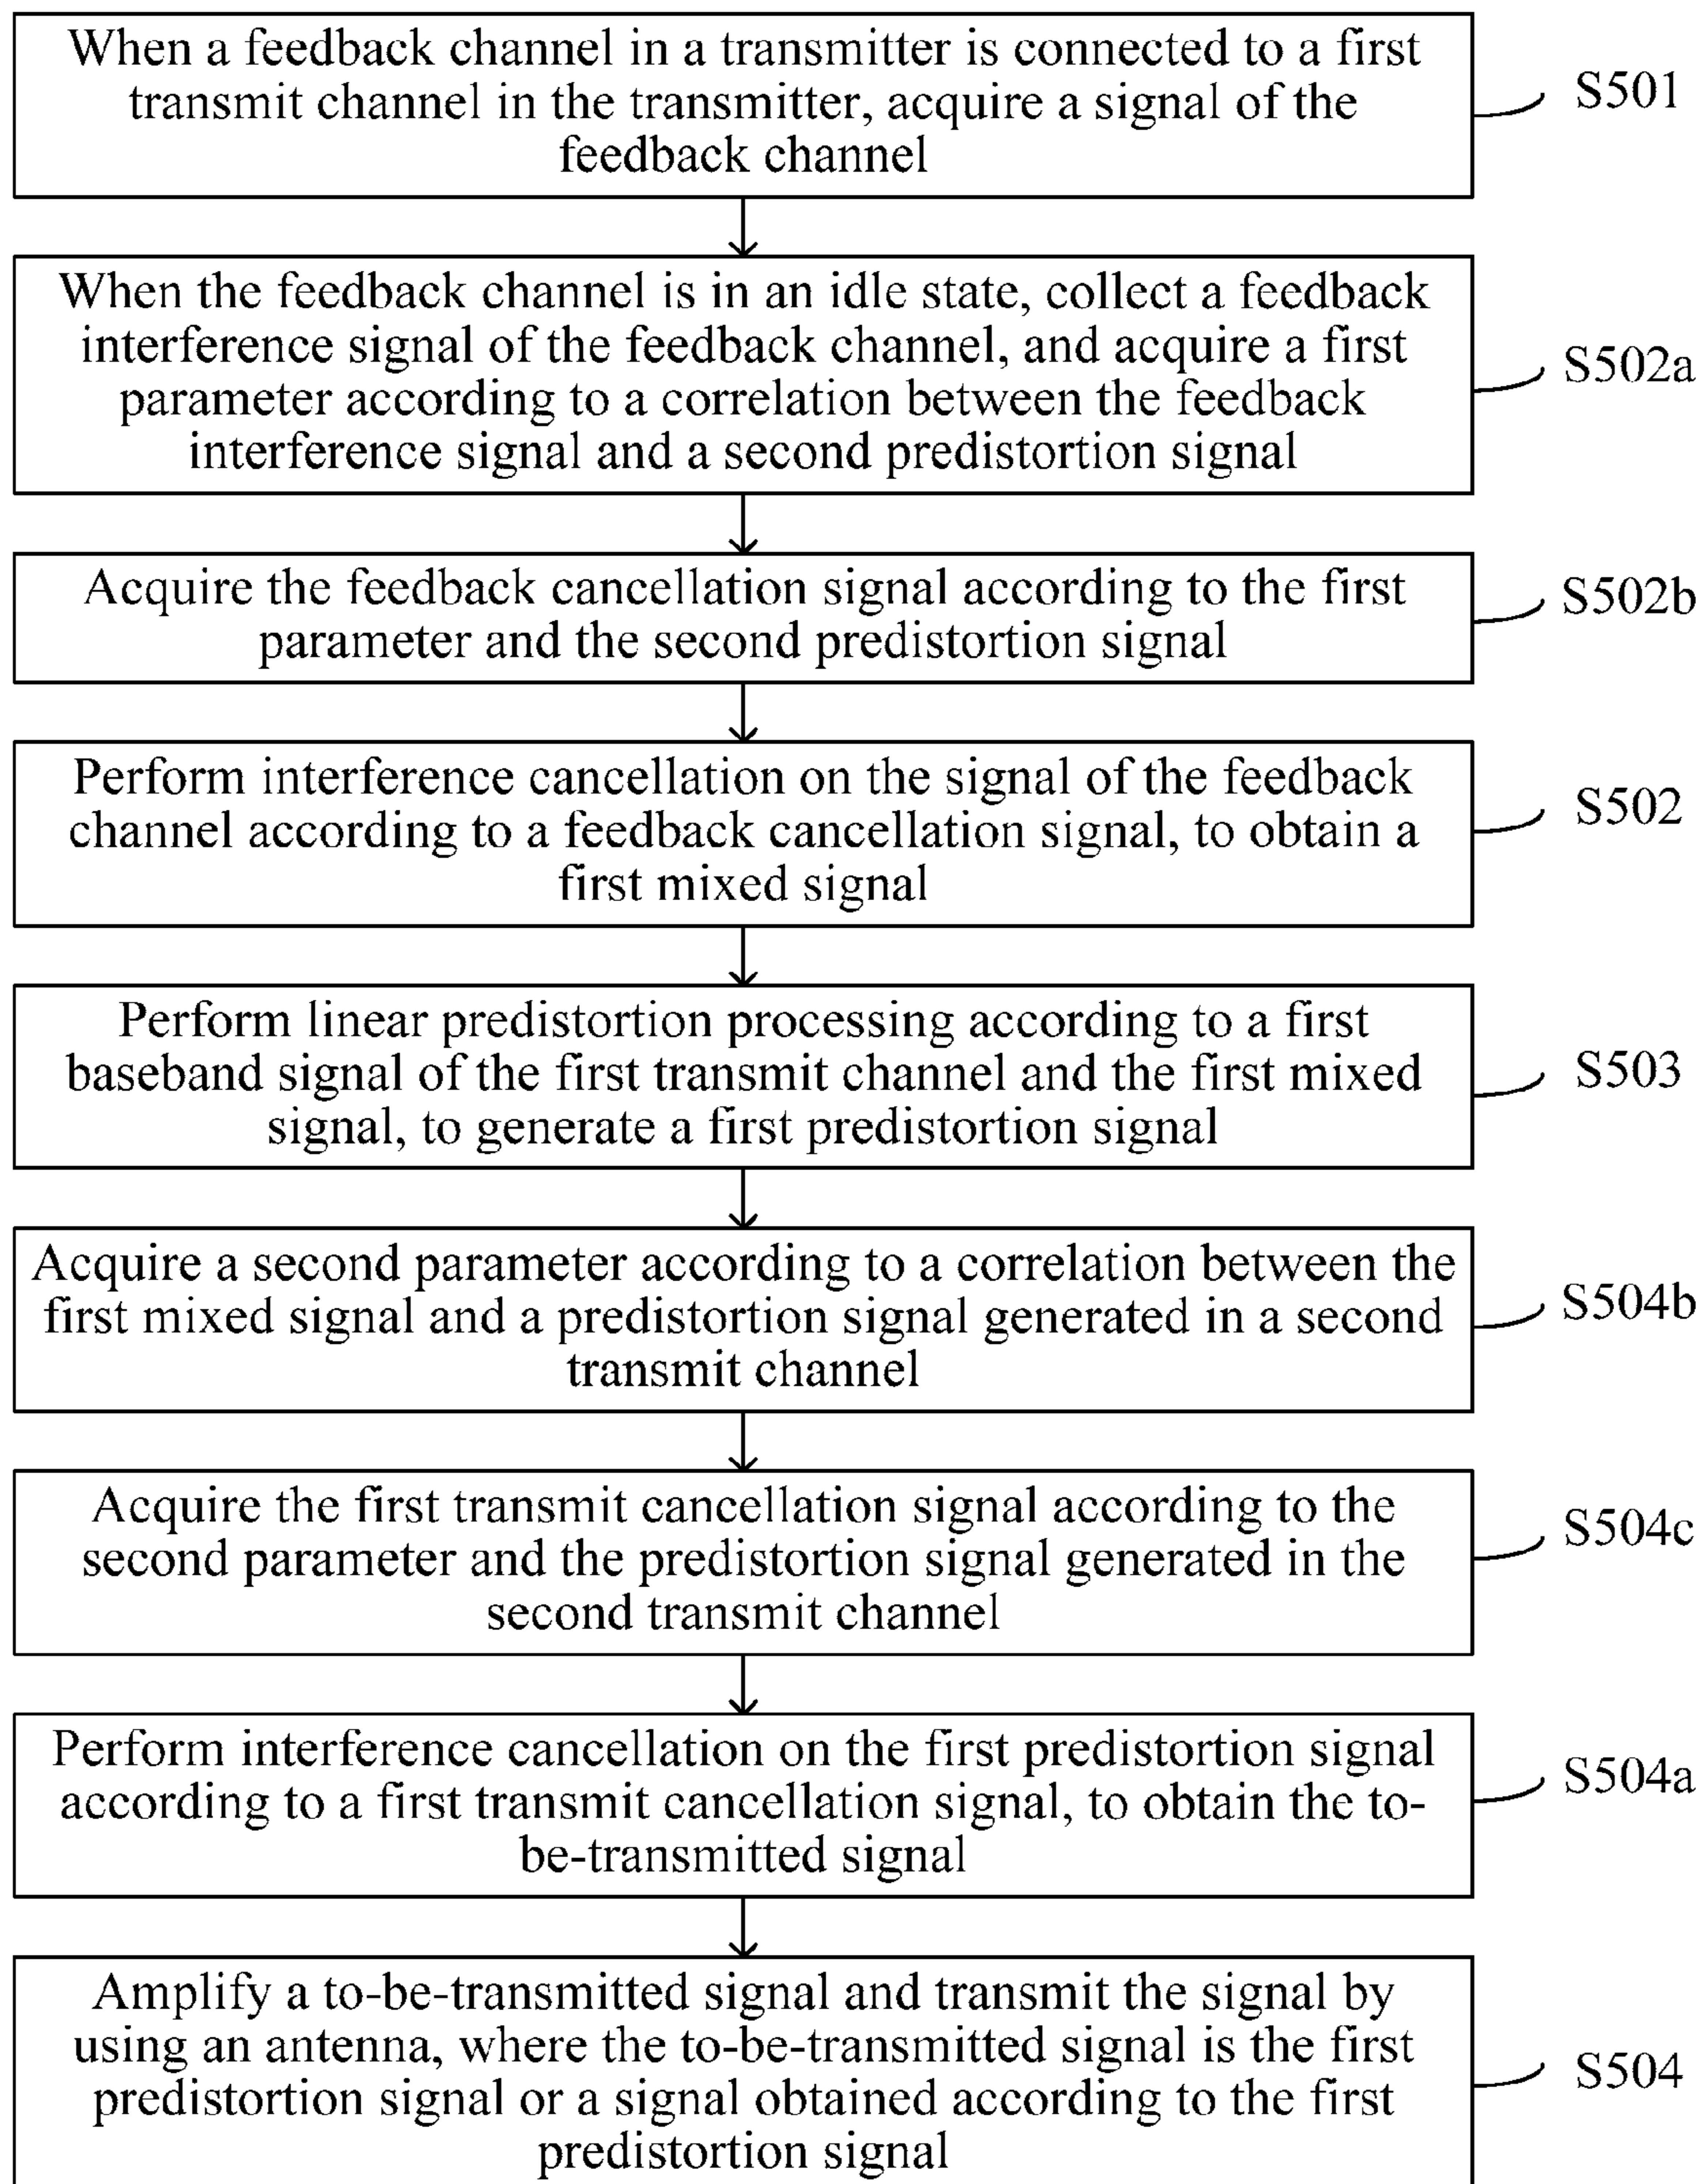 When a feedback channel in a transmitter is connected to a first
transmit channel in the transmitter, acquire a signal of the
feedback channel
S501
When the feedback channel is in an idle state, collect a feedback
interference signal of the feedback channel, and acquire a first
parameter according to a correlation between the feedback
interference signal and a second predistortion signal
S502a
Acquire the feedback cancellation signal according to the first
parameter and the second predistortion signal
S502b
Perform interference cancellation on the signal of the feedback
channel according to a feedback cancellation signal, to obtain a
first mixed signal
S502
Perform linear predistortion processing according to a first
baseband signal of the first transmit channel and the first mixed
signal, to generate a first predistortion signal
S503
Acquire a second parameter according to a correlation between the
first mixed signal and a predistortion signal generated in a second
transmit channel
S504b
Acquire the first transmit cancellation signal according to the
second parameter and the predistortion signal generated in the
second transmit channel
S504c
Perform interference cancellation on the first predistortion signal
according to a first transmit cancellation signal, to obtain the to-
be-transmitted signal
S504a
Amplify a to-be-transmitted signal and transmit the signal by
using an antenna, where the to-be-transmitted signal is the first
predistortion signal or a signal obtained according to the first
predistortion signal
S504